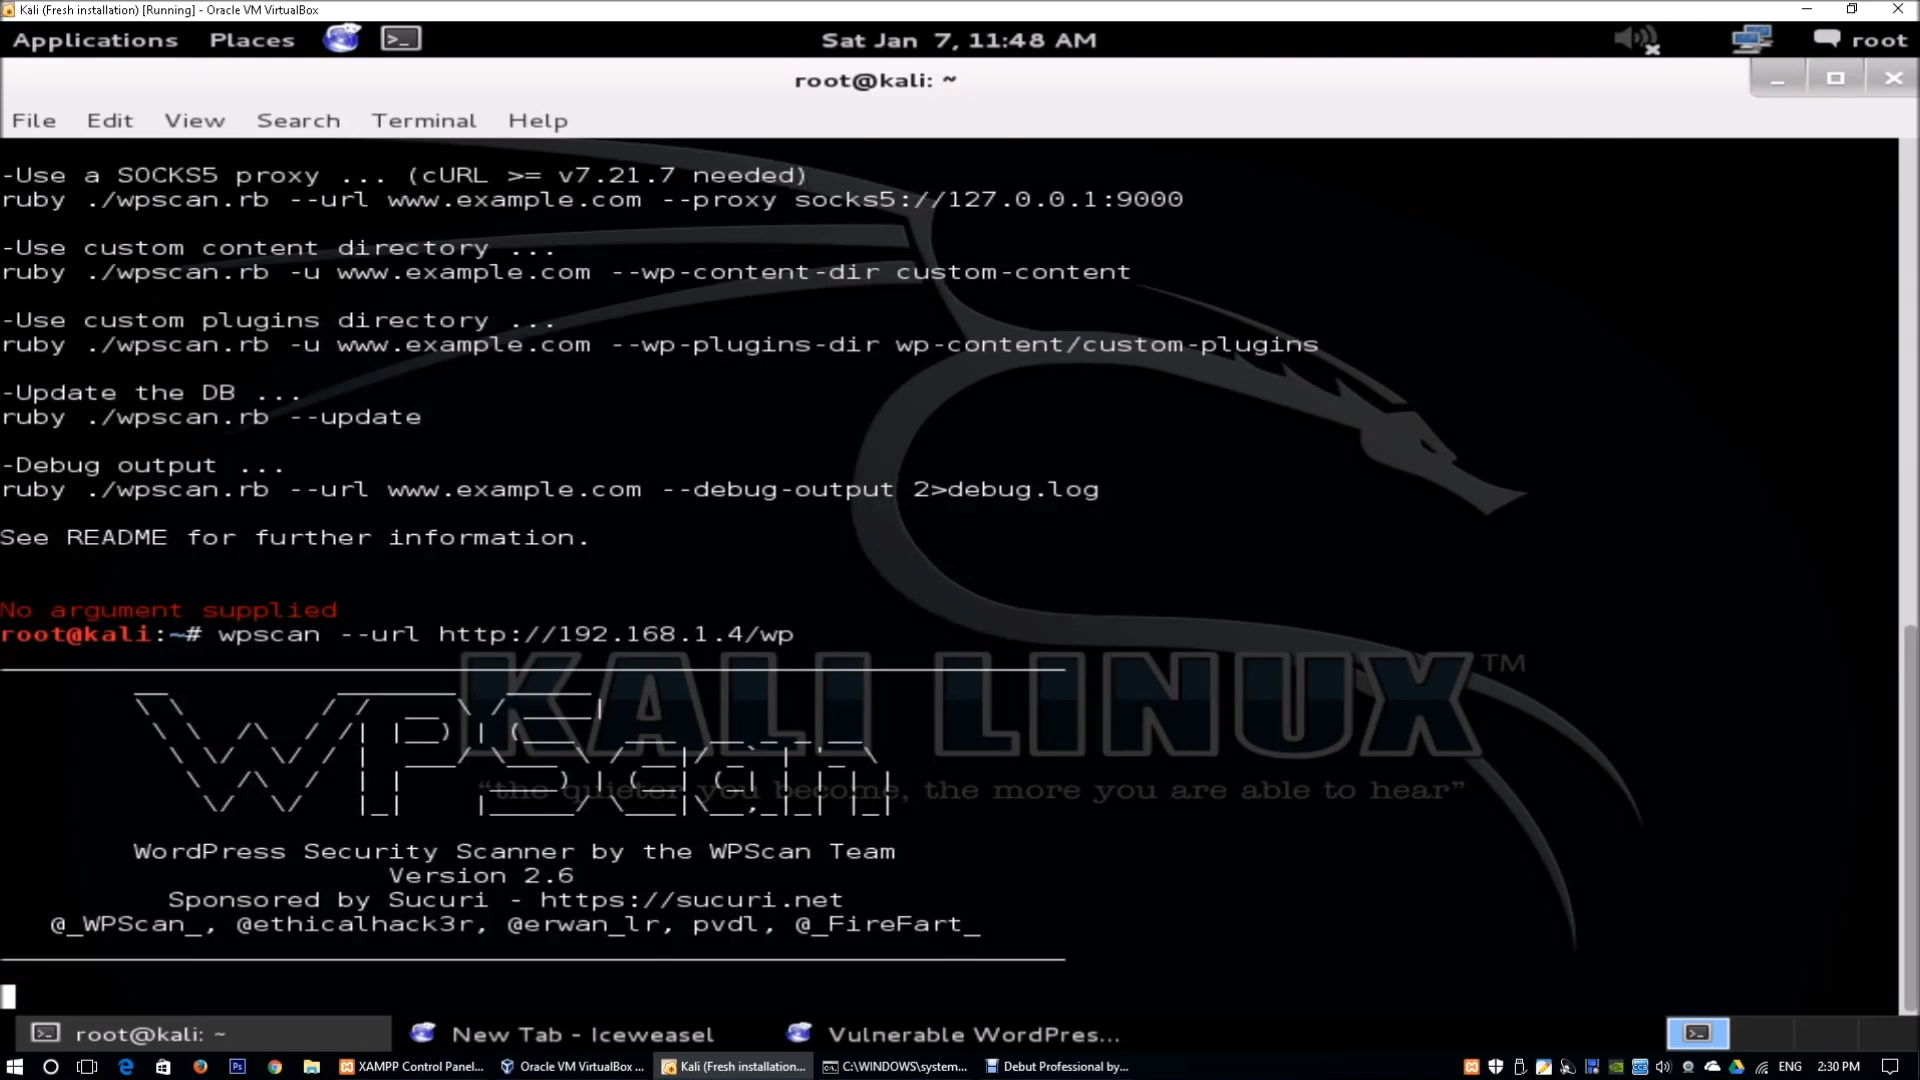 Kali (Fresh installation) [Running] - Oracle VM VirtualBox
Applications Places Sat Jan 7, 11:48 AM root
root@kali: ~
File Edit View Search Terminal Help
-Use a SOCKS5 proxy ... (cURL >= v7.21.7 needed)
ruby ./wpscan.rb --url www.example.com --proxy socks5://127.0.0.1:9000
-Use custom content directory ...
ruby ./wpscan.rb -u www.example.com --wp-content-dir custom-content
-Use custom plugins directory ...
ruby ./wpscan.rb -u www.example.com --wp-plugins-dir wp-content/custom-plugins
-Update the DB ...
ruby ./wpscan.rb --update
-Debug output ...
ruby ./wpscan.rb --url www.example.com --debug-output 2>debug.log
See README for further information.
No argument supplied
root@kali:~# wpscan --url http://192.168.1.4/wp
KALI LINUX™
WPScan
“the quieter you become, the more you are able to hear”
WordPress Security Scanner by the WPScan Team
Version 2.6
Sponsored by Sucuri - https://sucuri.net
@_WPScan_, @ethicalhack3r, @erwan_lr, pvdl, @_FireFart_
root@kali: ~ New Tab - Iceweasel Vulnerable WordPres...
XAMPP Control Panel... Oracle VM VirtualBox ... Kali (Fresh installation... C:\WINDOWS\system... Debut Professional by... ENG 2:30 PM